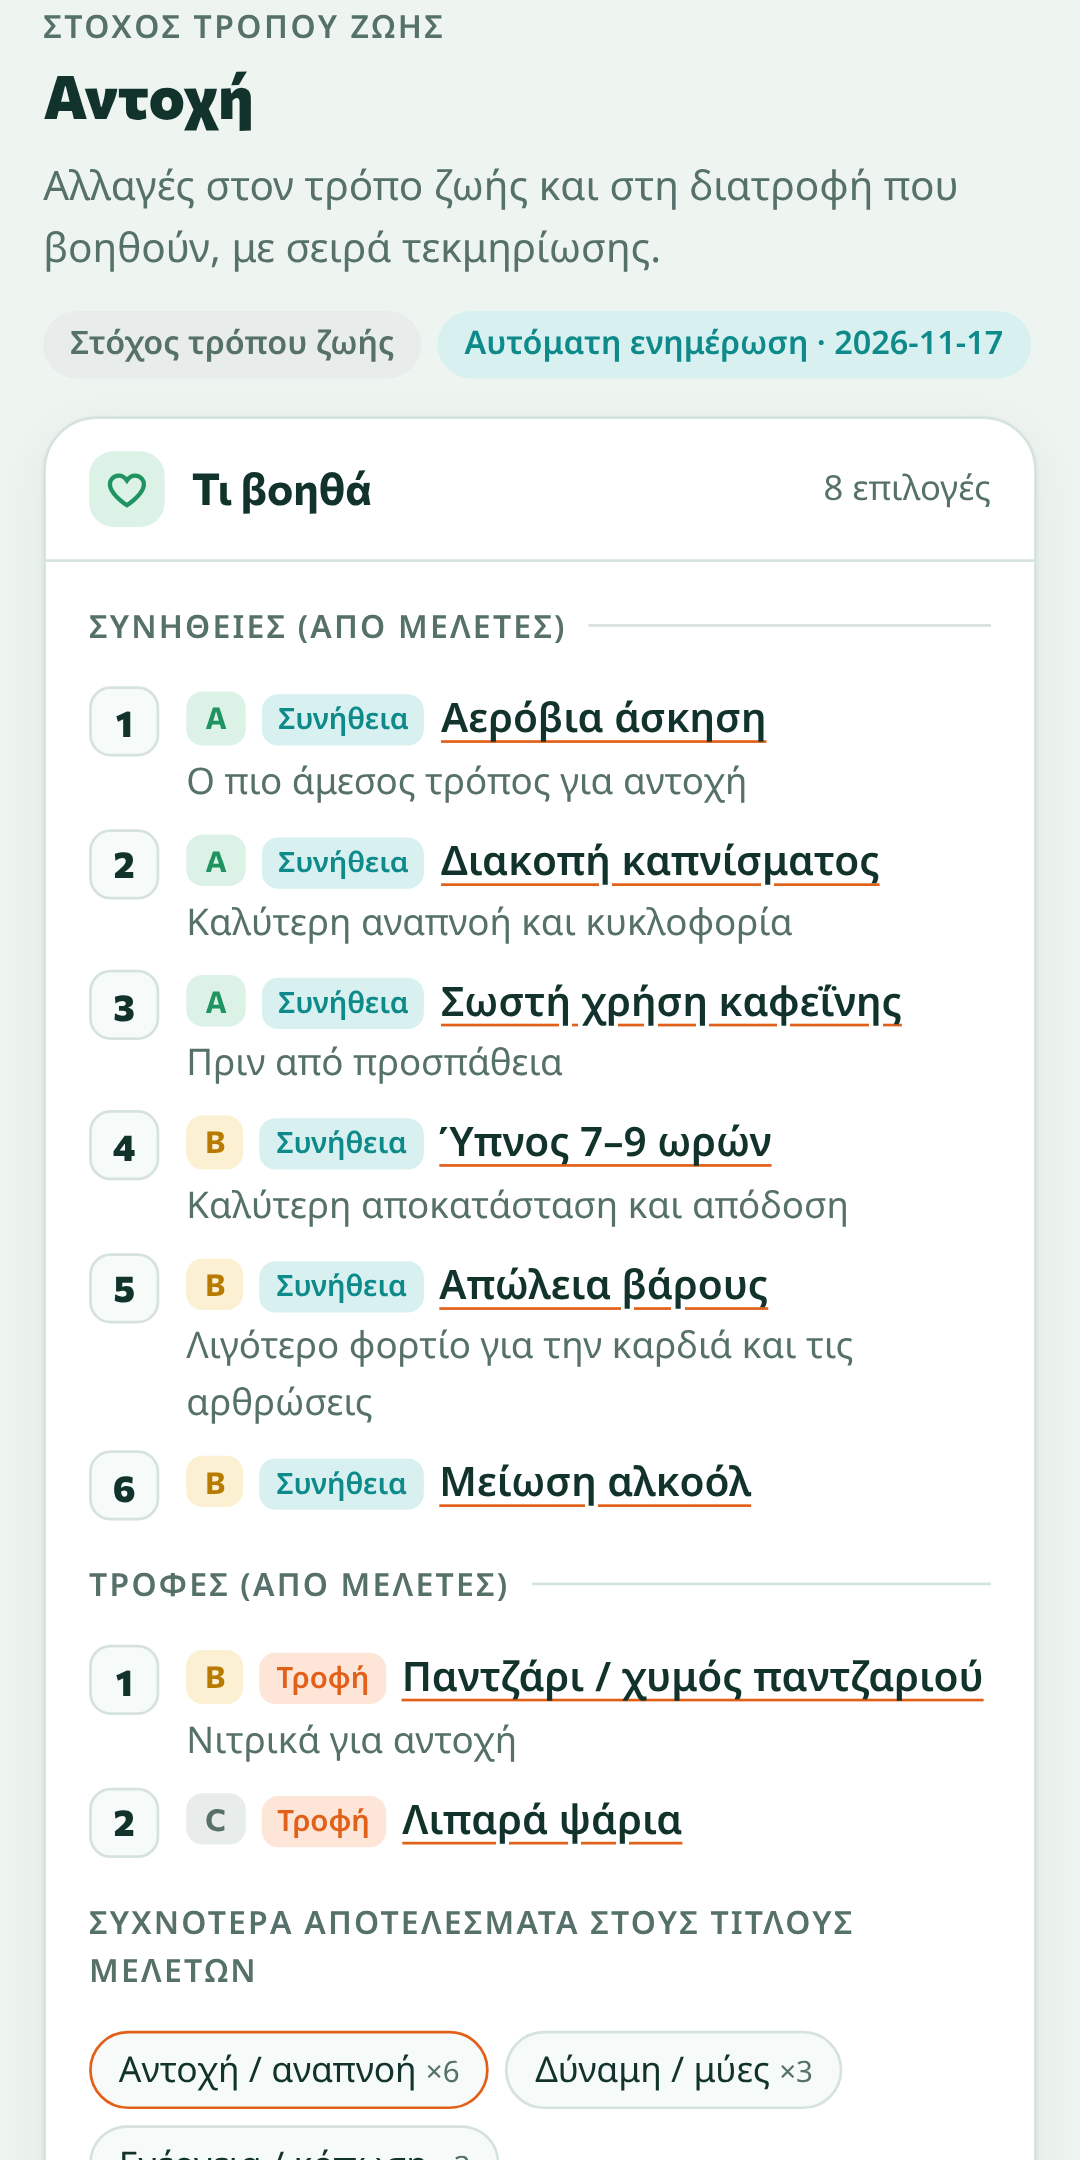 ΣΤΟΧΟΣ ΤΡΟΠΟΥ ΖΩΗΣ
Αντοχή
Αλλαγές στον τρόπο ζωής και στη διατροφή που
βοηθούν, με σειρά τεκμηρίωσης.
Στόχος τρόπου ζωής
Αυτόματη ενημέρωση · 2026-11-17
Τι βοηθά
8 επιλογές
ΣΥΝΗΘΕΙΕΣ (ΑΠΟ ΜΕΛΕΤΕΣ)
1 A Συνήθεια Αερόβια άσκηση
Ο πιο άμεσος τρόπος για αντοχή
2 A Συνήθεια Διακοπή καπνίσματος
Καλύτερη αναπνοή και κυκλοφορία
3 A Συνήθεια Σωστή χρήση καφεΐνης
Πριν από προσπάθεια
4 B Συνήθεια Ύπνος 7–9 ωρών
Καλύτερη αποκατάσταση και απόδοση
5 B Συνήθεια Απώλεια βάρους
Λιγότερο φορτίο για την καρδιά και τις
αρθρώσεις
6 B Συνήθεια Μείωση αλκοόλ
ΤΡΟΦΕΣ (ΑΠΟ ΜΕΛΕΤΕΣ)
1 B Τροφή Παντζάρι / χυμός παντζαριού
Νιτρικά για αντοχή
2 C Τροφή Λιπαρά ψάρια
ΣΥΧΝΟΤΕΡΑ ΑΠΟΤΕΛΕΣΜΑΤΑ ΣΤΟΥΣ ΤΙΤΛΟΥΣ
ΜΕΛΕΤΩΝ
Αντοχή / αναπνοή ×6
Δύναμη / μύες ×3
Ενέργεια / κόπωση